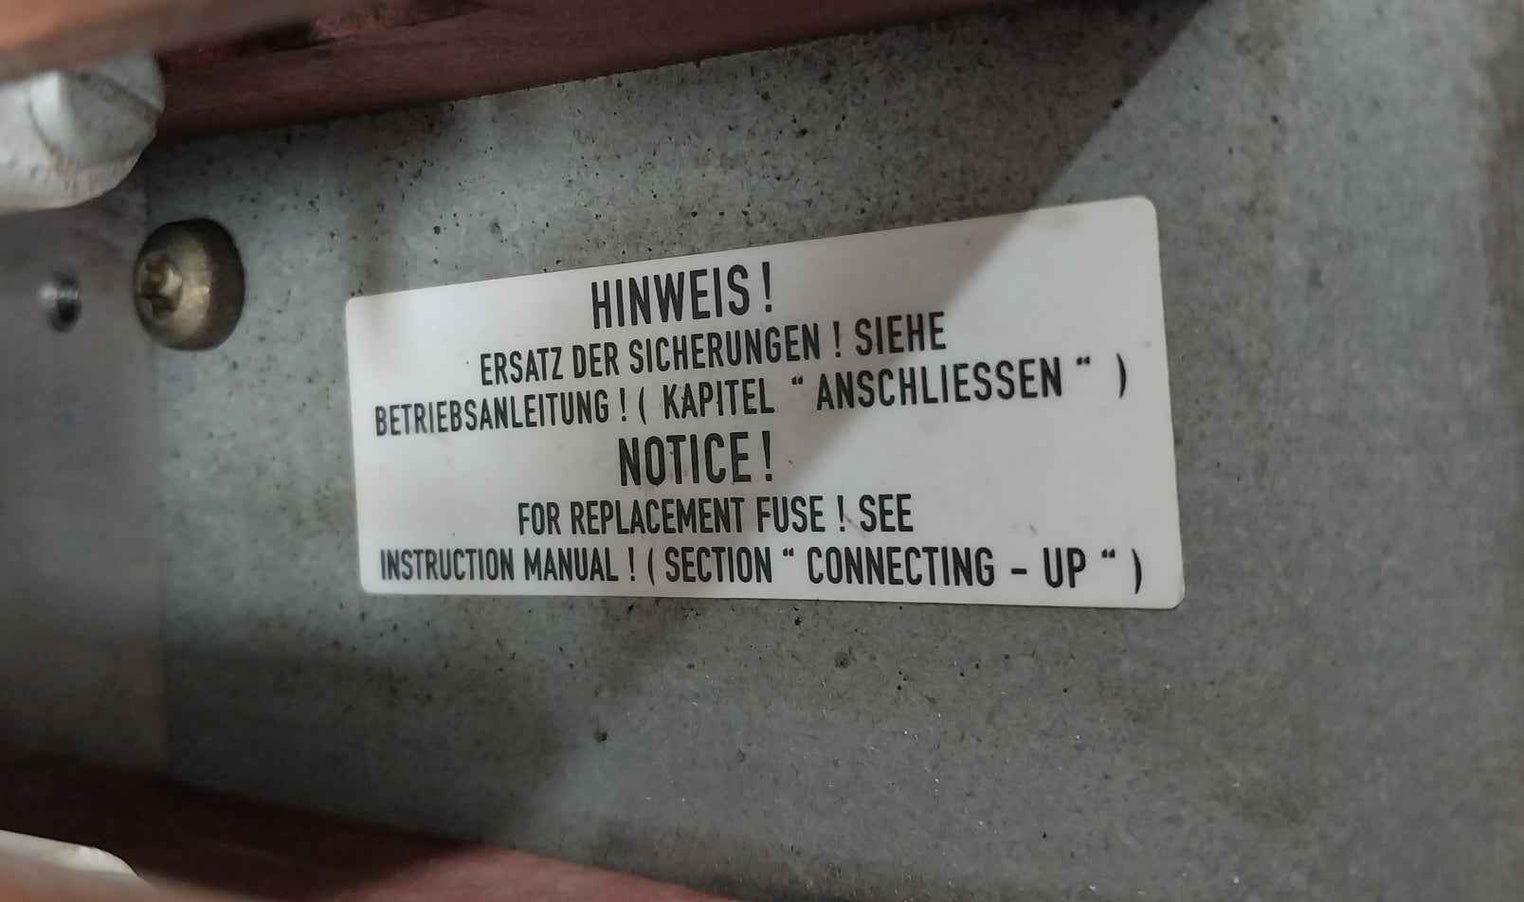 HINWEIS !
ERSATZ DER SICHERUNGEN ! SIEHE
BETRIEBSANLEITUNG ! ( KAPITEL “ ANSCHLIESSEN “ )
NOTICE !
FOR REPLACEMENT FUSE ! SEE
INSTRUCTION MANUAL ! ( SECTION “ CONNECTING - UP “ )